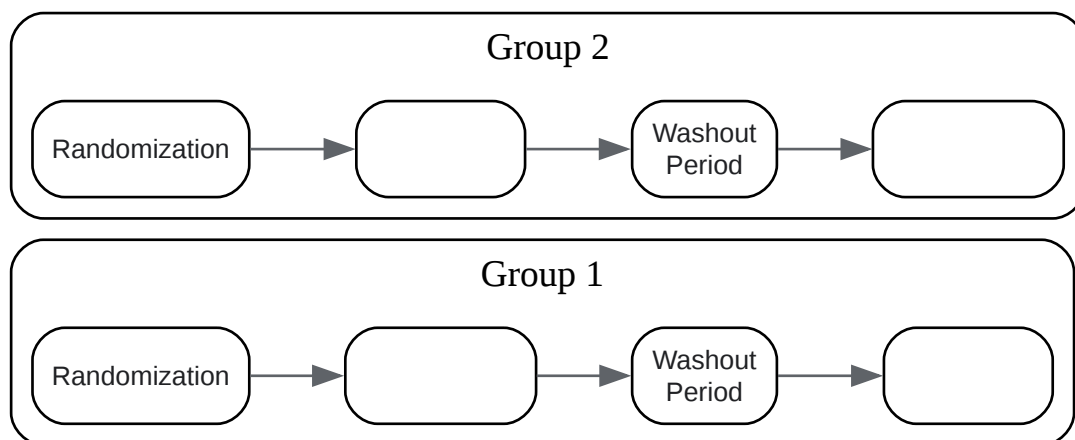 Group 2
Randomization
Washout
Period
Group 1
Randomization
Washout
Period